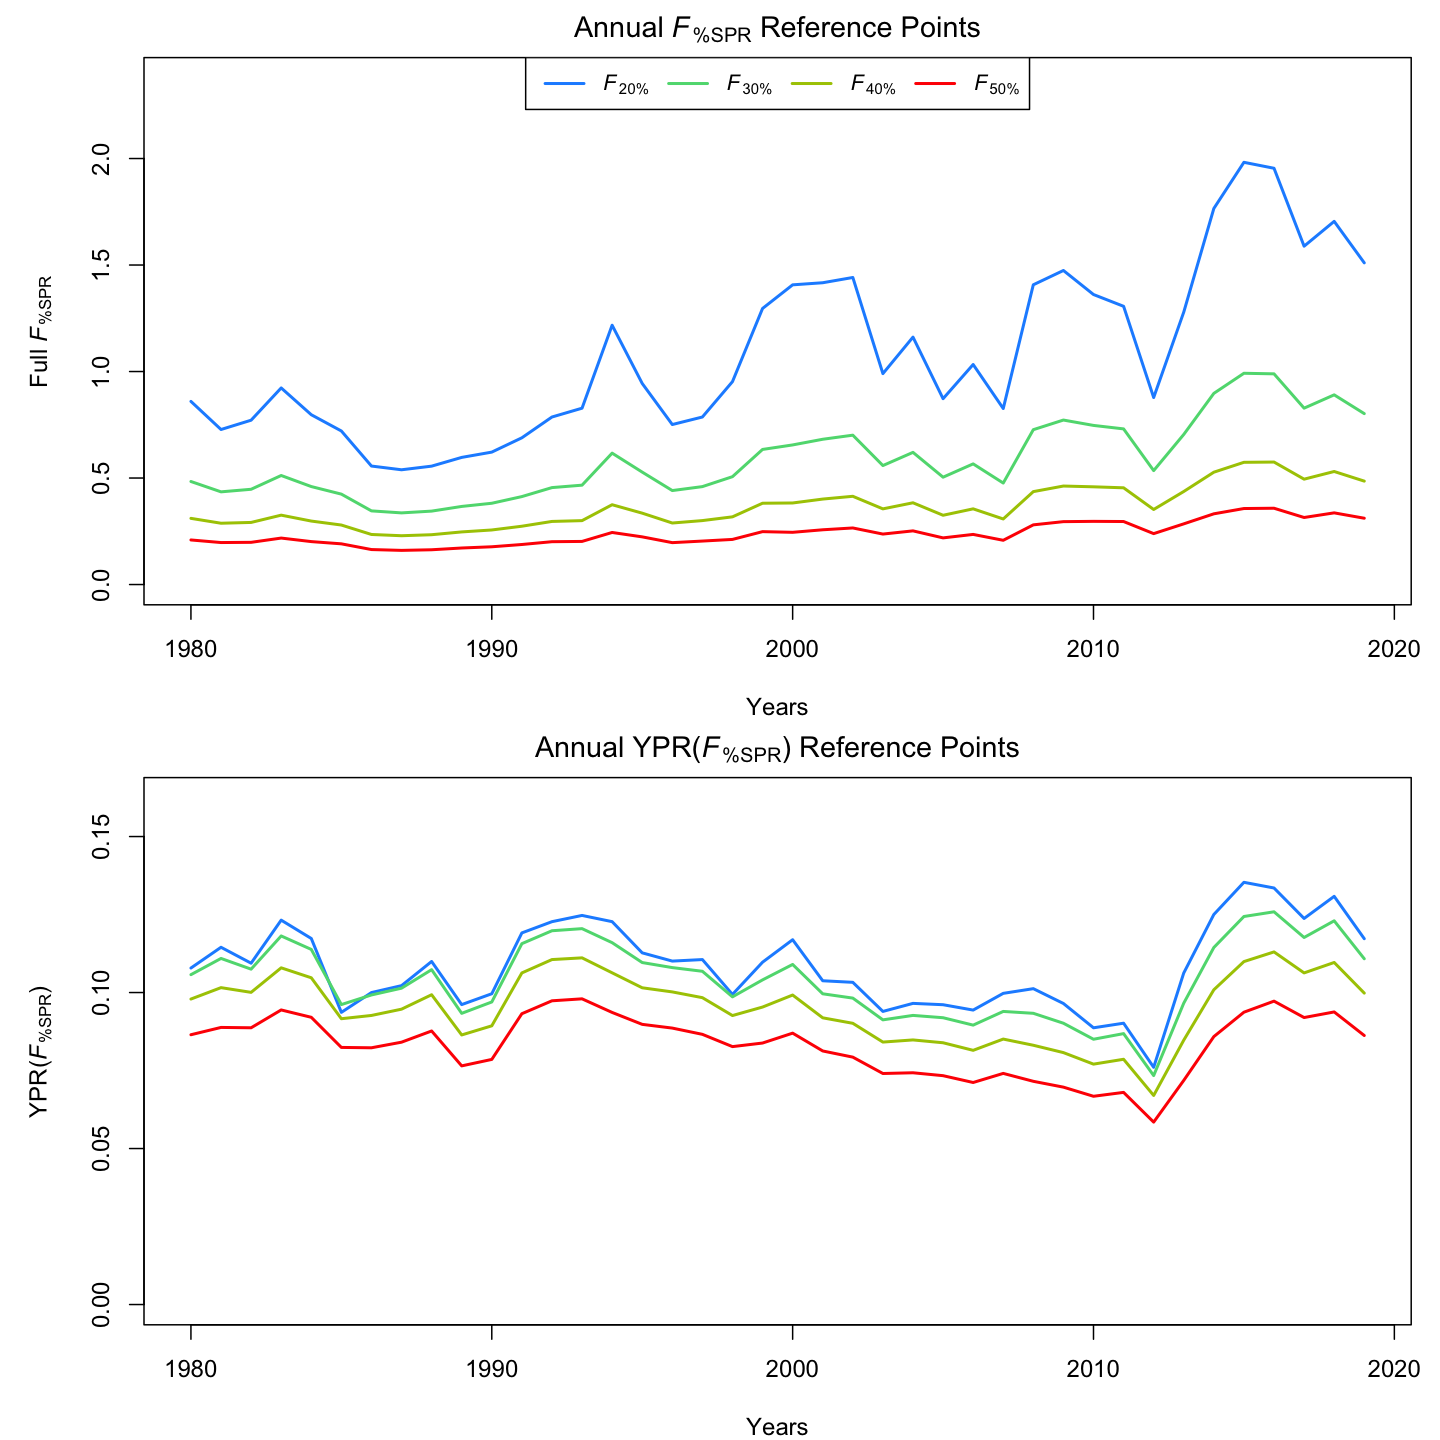 Annual F%SPR Reference Points
F20% F30% F40% F50%
Full F%SPR
2.0
1.5
1.0
0.5
0.0
1980 1990 2000 2010 2020
Years
Annual YPR(F%SPR) Reference Points
YPR(F%SPR)
0.15
0.10
0.05
0.00
1980 1990 2000 2010 2020
Years